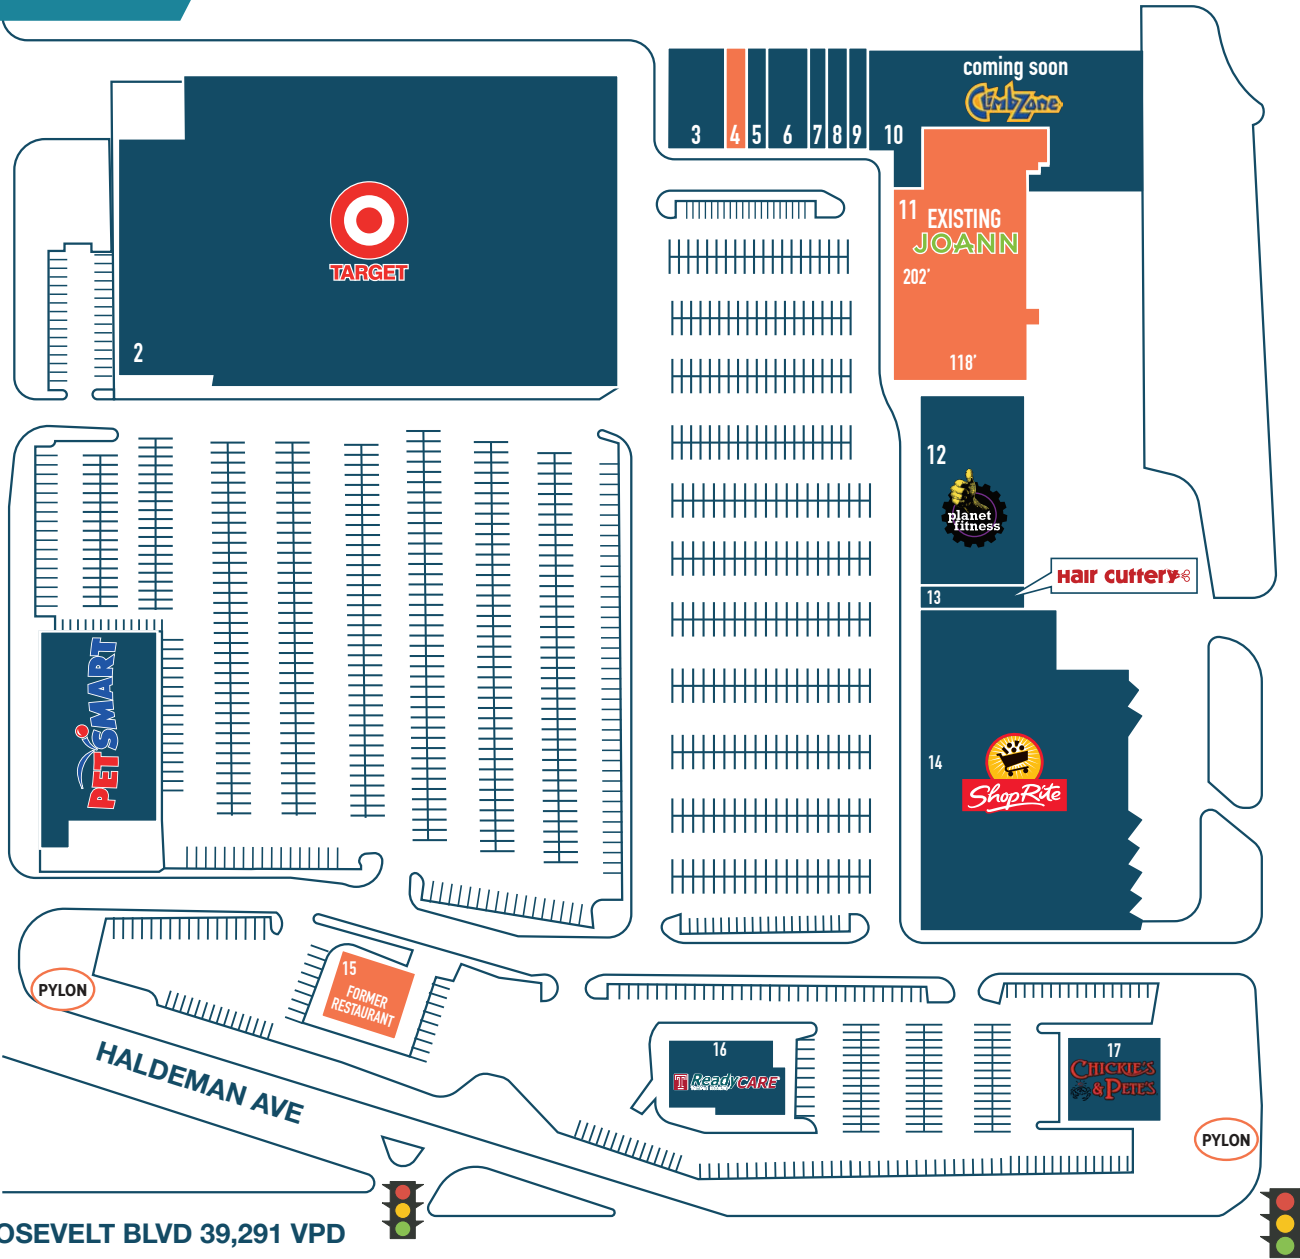 coming soon
ClimbZone
3
4
5
6
7
8
9
10
11
EXISTING
JOANN
202'
118'
TARGET
2
12
planet
fitness
13
Hair Cuttery
PETSMART
14
ShopRite
15
FORMER
RESTAURANT
PYLON
HALDEMAN AVE
16
ReadyCARE
17
CHICKIE'S
& PETE'S
PYLON
OSEVELT BLVD 39,291 VPD